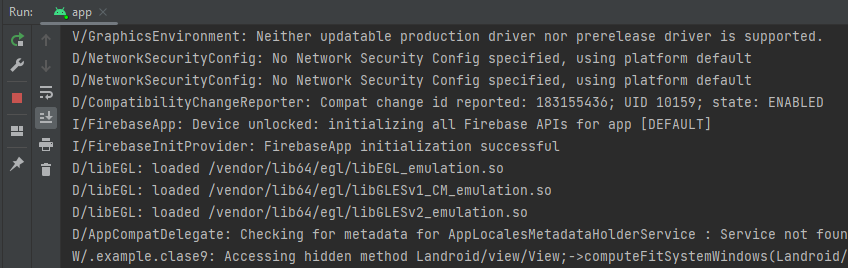 Run: app
V/GraphicsEnvironment: Neither updatable production driver nor prerelease driver is supported.
D/NetworkSecurityConfig: No Network Security Config specified, using platform default
D/NetworkSecurityConfig: No Network Security Config specified, using platform default
D/CompatibilityChangeReporter: Compat change id reported: 183155436; UID 10159; state: ENABLED
I/FirebaseApp: Device unlocked: initializing all Firebase APIs for app [DEFAULT]
I/FirebaseInitProvider: FirebaseApp initialization successful
D/libEGL: loaded /vendor/lib64/egl/libEGL_emulation.so
D/libEGL: loaded /vendor/lib64/egl/libGLESv1_CM_emulation.so
D/libEGL: loaded /vendor/lib64/egl/libGLESv2_emulation.so
D/AppCompatDelegate: Checking for metadata for AppLocalesMetadataHolderService : Service not foun
W/.example.clase9: Accessing hidden method Landroid/view/View;->computeFitSystemWindows(Landroid/